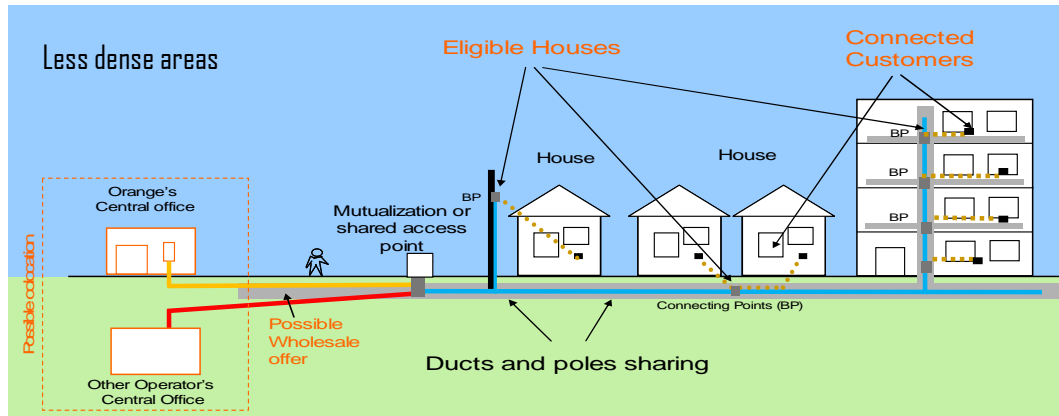 Less dense areas
Eligible Houses
Connected
Customers
BP
House
House
BP
Orange's
Central office
BP
Mutualization or
shared access
point
BP
Possible colocation
Connecting Points (BP)
Possible
Wholesale
offer
Ducts and poles sharing
Other Operator's
Central Office